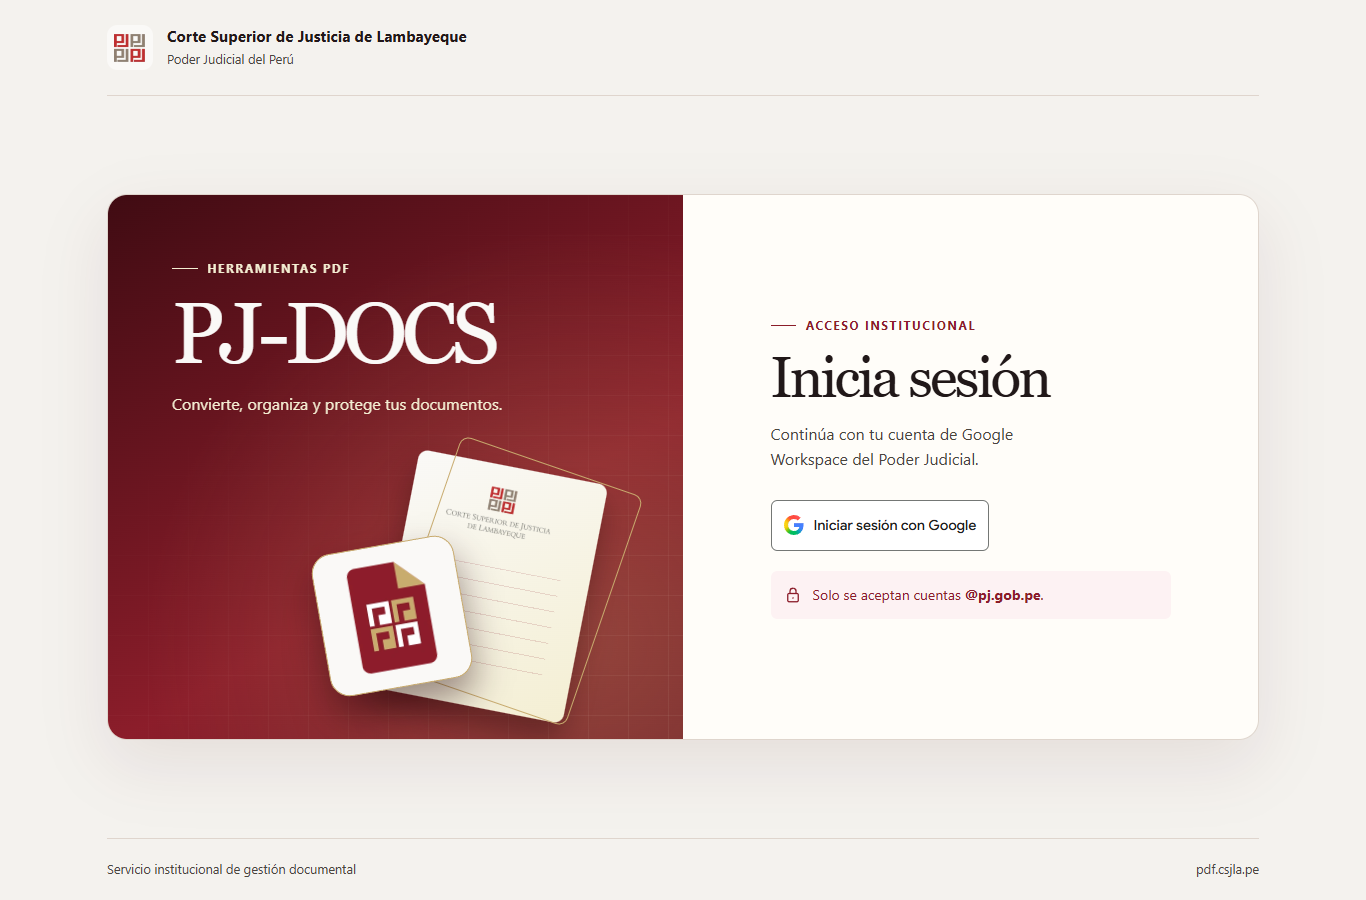 Corte Superior de Justicia de Lambayeque
Poder Judicial del Perú
HERRAMIENTAS PDF
PJ-DOCS
Convierte, organiza y protege tus documentos.
CORTE SUPERIOR DE JUSTICIA
DE LAMBAYEQUE
ACCESO INSTITUCIONAL
Inicia sesión
Continúa con tu cuenta de Google
Workspace del Poder Judicial.
Iniciar sesión con Google
Solo se aceptan cuentas @pj.gob.pe.
Servicio institucional de gestión documental
pdf.csjla.pe